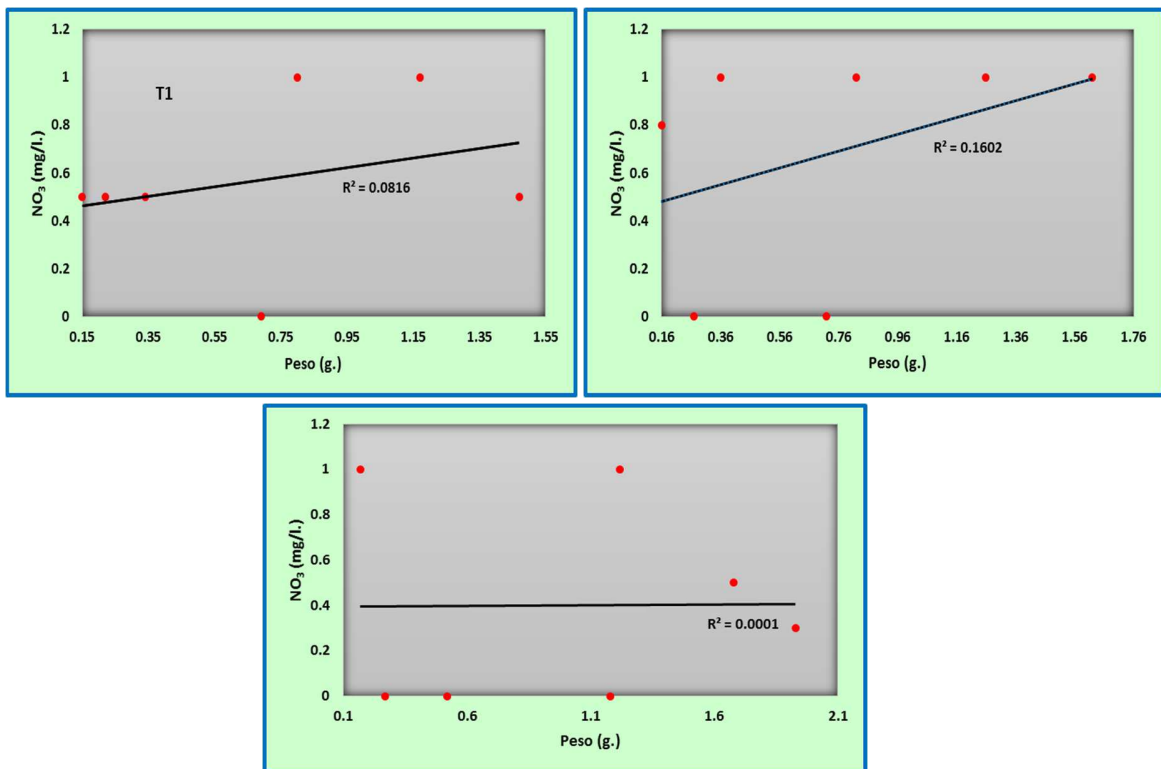 1.2
1
0.8
0.6
0.4
0.2
0
NO₃ (mg/l.)
T1
R² = 0.0816
0.15 0.35 0.55 0.75 0.95 1.15 1.35 1.55
Peso (g.)
1.2
1
0.8
0.6
0.4
0.2
0
NO₃ (mg/l.)
R² = 0.1602
0.16 0.36 0.56 0.76 0.96 1.16 1.36 1.56 1.76
Peso (g.)
1.2
1
0.8
0.6
0.4
0.2
0
NO₃ (mg/l.)
R² = 0.0001
0.1 0.6 1.1 1.6 2.1
Peso (g.)